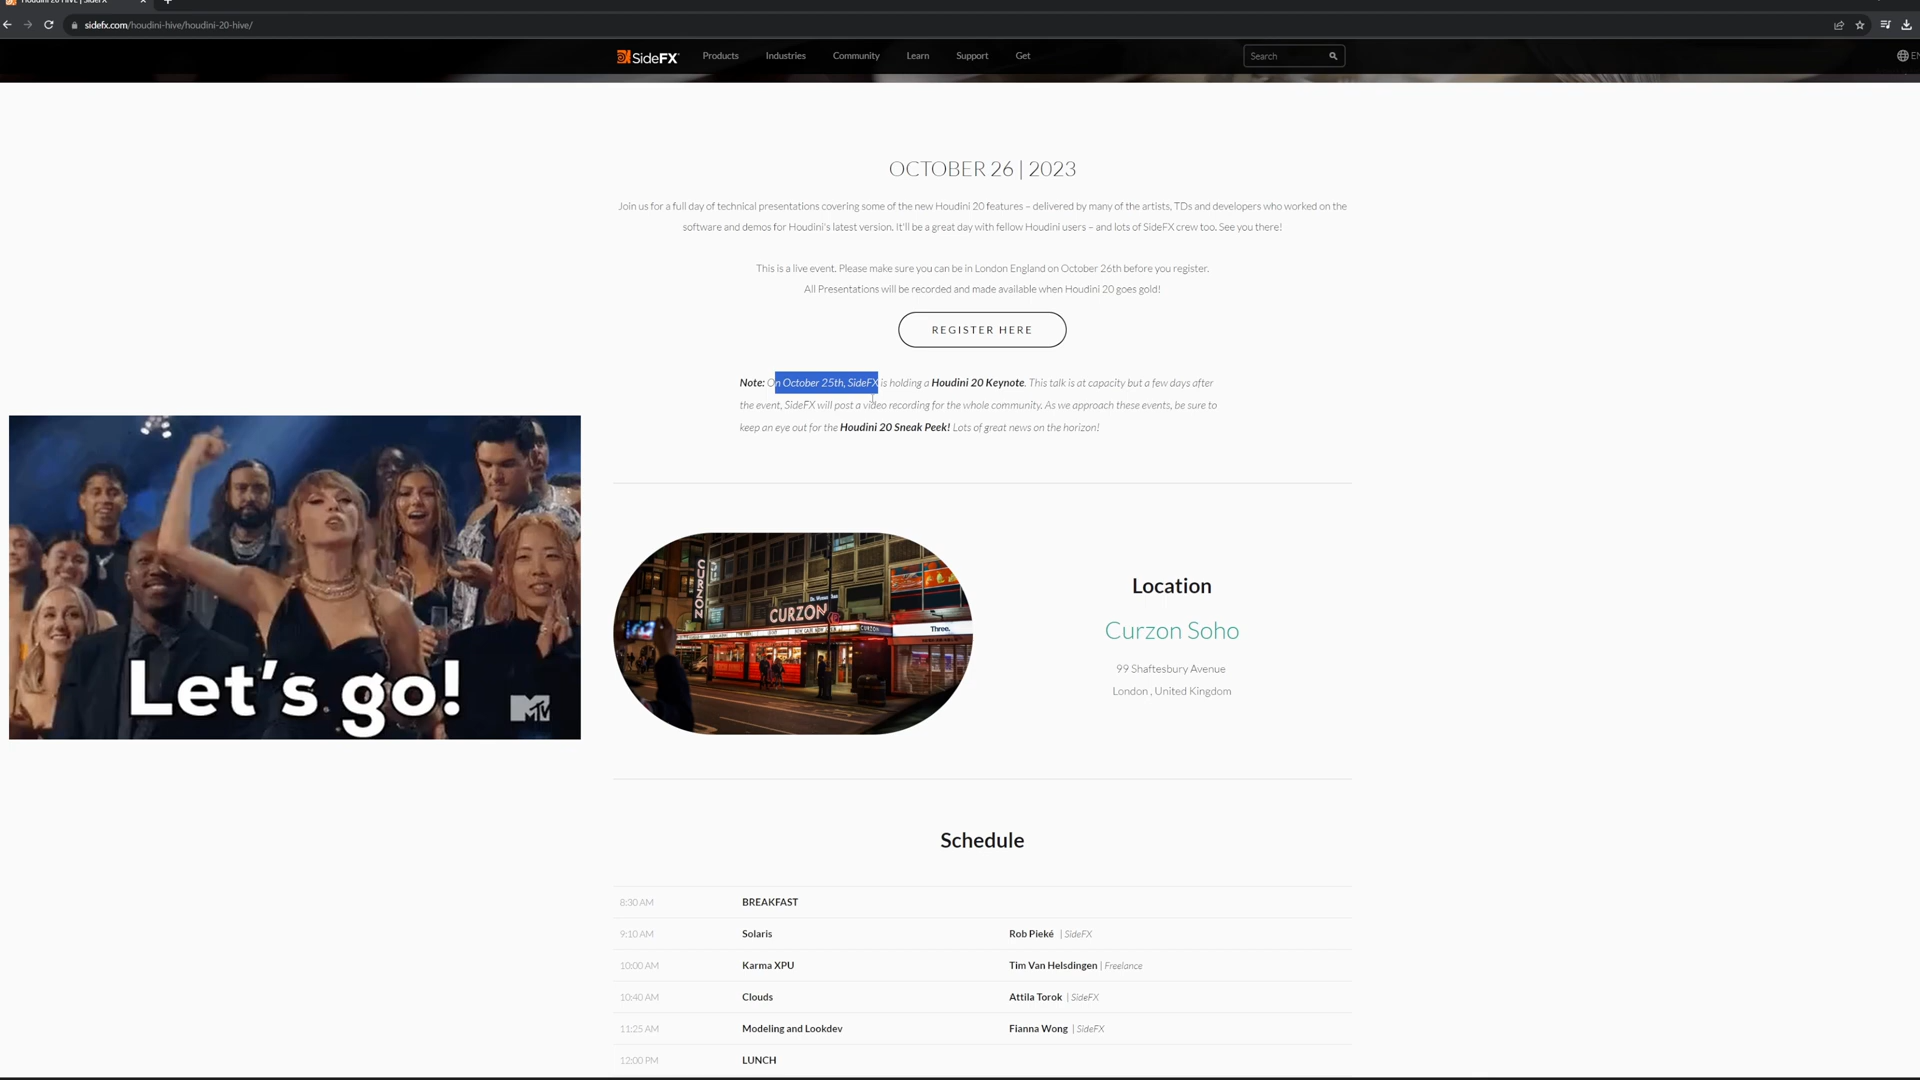 Houdini 20 Hive | SideFX
sidefx.com/houdini-hive/houdini-20-hive/
SideFX
Products
Industries
Community
Learn
Support
Get
Search
EN
OCTOBER 26 | 2023
Join us for a full day of technical presentations covering some of the new Houdini 20 features – delivered by many of the artists, TDs and developers who worked on the
software and demos for Houdini's latest version. It'll be a great day with fellow Houdini users – and lots of SideFX crew too. See you there!
This is a live event. Please make sure you can be in London England on October 26th before you register.
All Presentations will be recorded and made available when Houdini 20 goes gold!
REGISTER HERE
Note: On October 25th, SideFX is holding a Houdini 20 Keynote. This talk is at capacity but a few days after
the event, SideFX will post a video recording for the whole community. As we approach these events, be sure to
keep an eye out for the Houdini 20 Sneak Peek! Lots of great news on the horizon!
Let's go!
MTV
CURZON
CURZON
CURZON
Three.
Location
Curzon Soho
99 Shaftesbury Avenue
London , United Kingdom
Schedule
8:30 AM BREAKFAST
9:10 AM Solaris Rob Pieké | SideFX
10:00 AM Karma XPU Tim Van Helsdingen | Freelance
10:40 AM Clouds Attila Torok | SideFX
11:25 AM Modeling and Lookdev Fianna Wong | SideFX
12:00 PM LUNCH